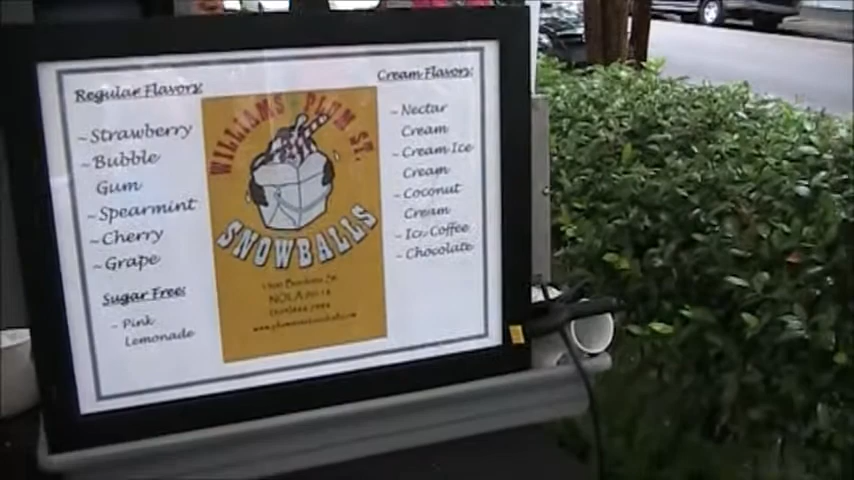 Regular Flavors:
~ Strawberry
~ Bubble
Gum
~ Spearmint
~ Cherry
~ Grape
Sugar Free:
~ Pink
Lemonade
WILLIAMS PLUM ST.
SNOWBALLS
NOLA
Cream Flavors:
~ Nectar
Cream
~ Cream Ice
Cream
~ Coconut
Cream
~ Ice Coffee
~ Chocolate